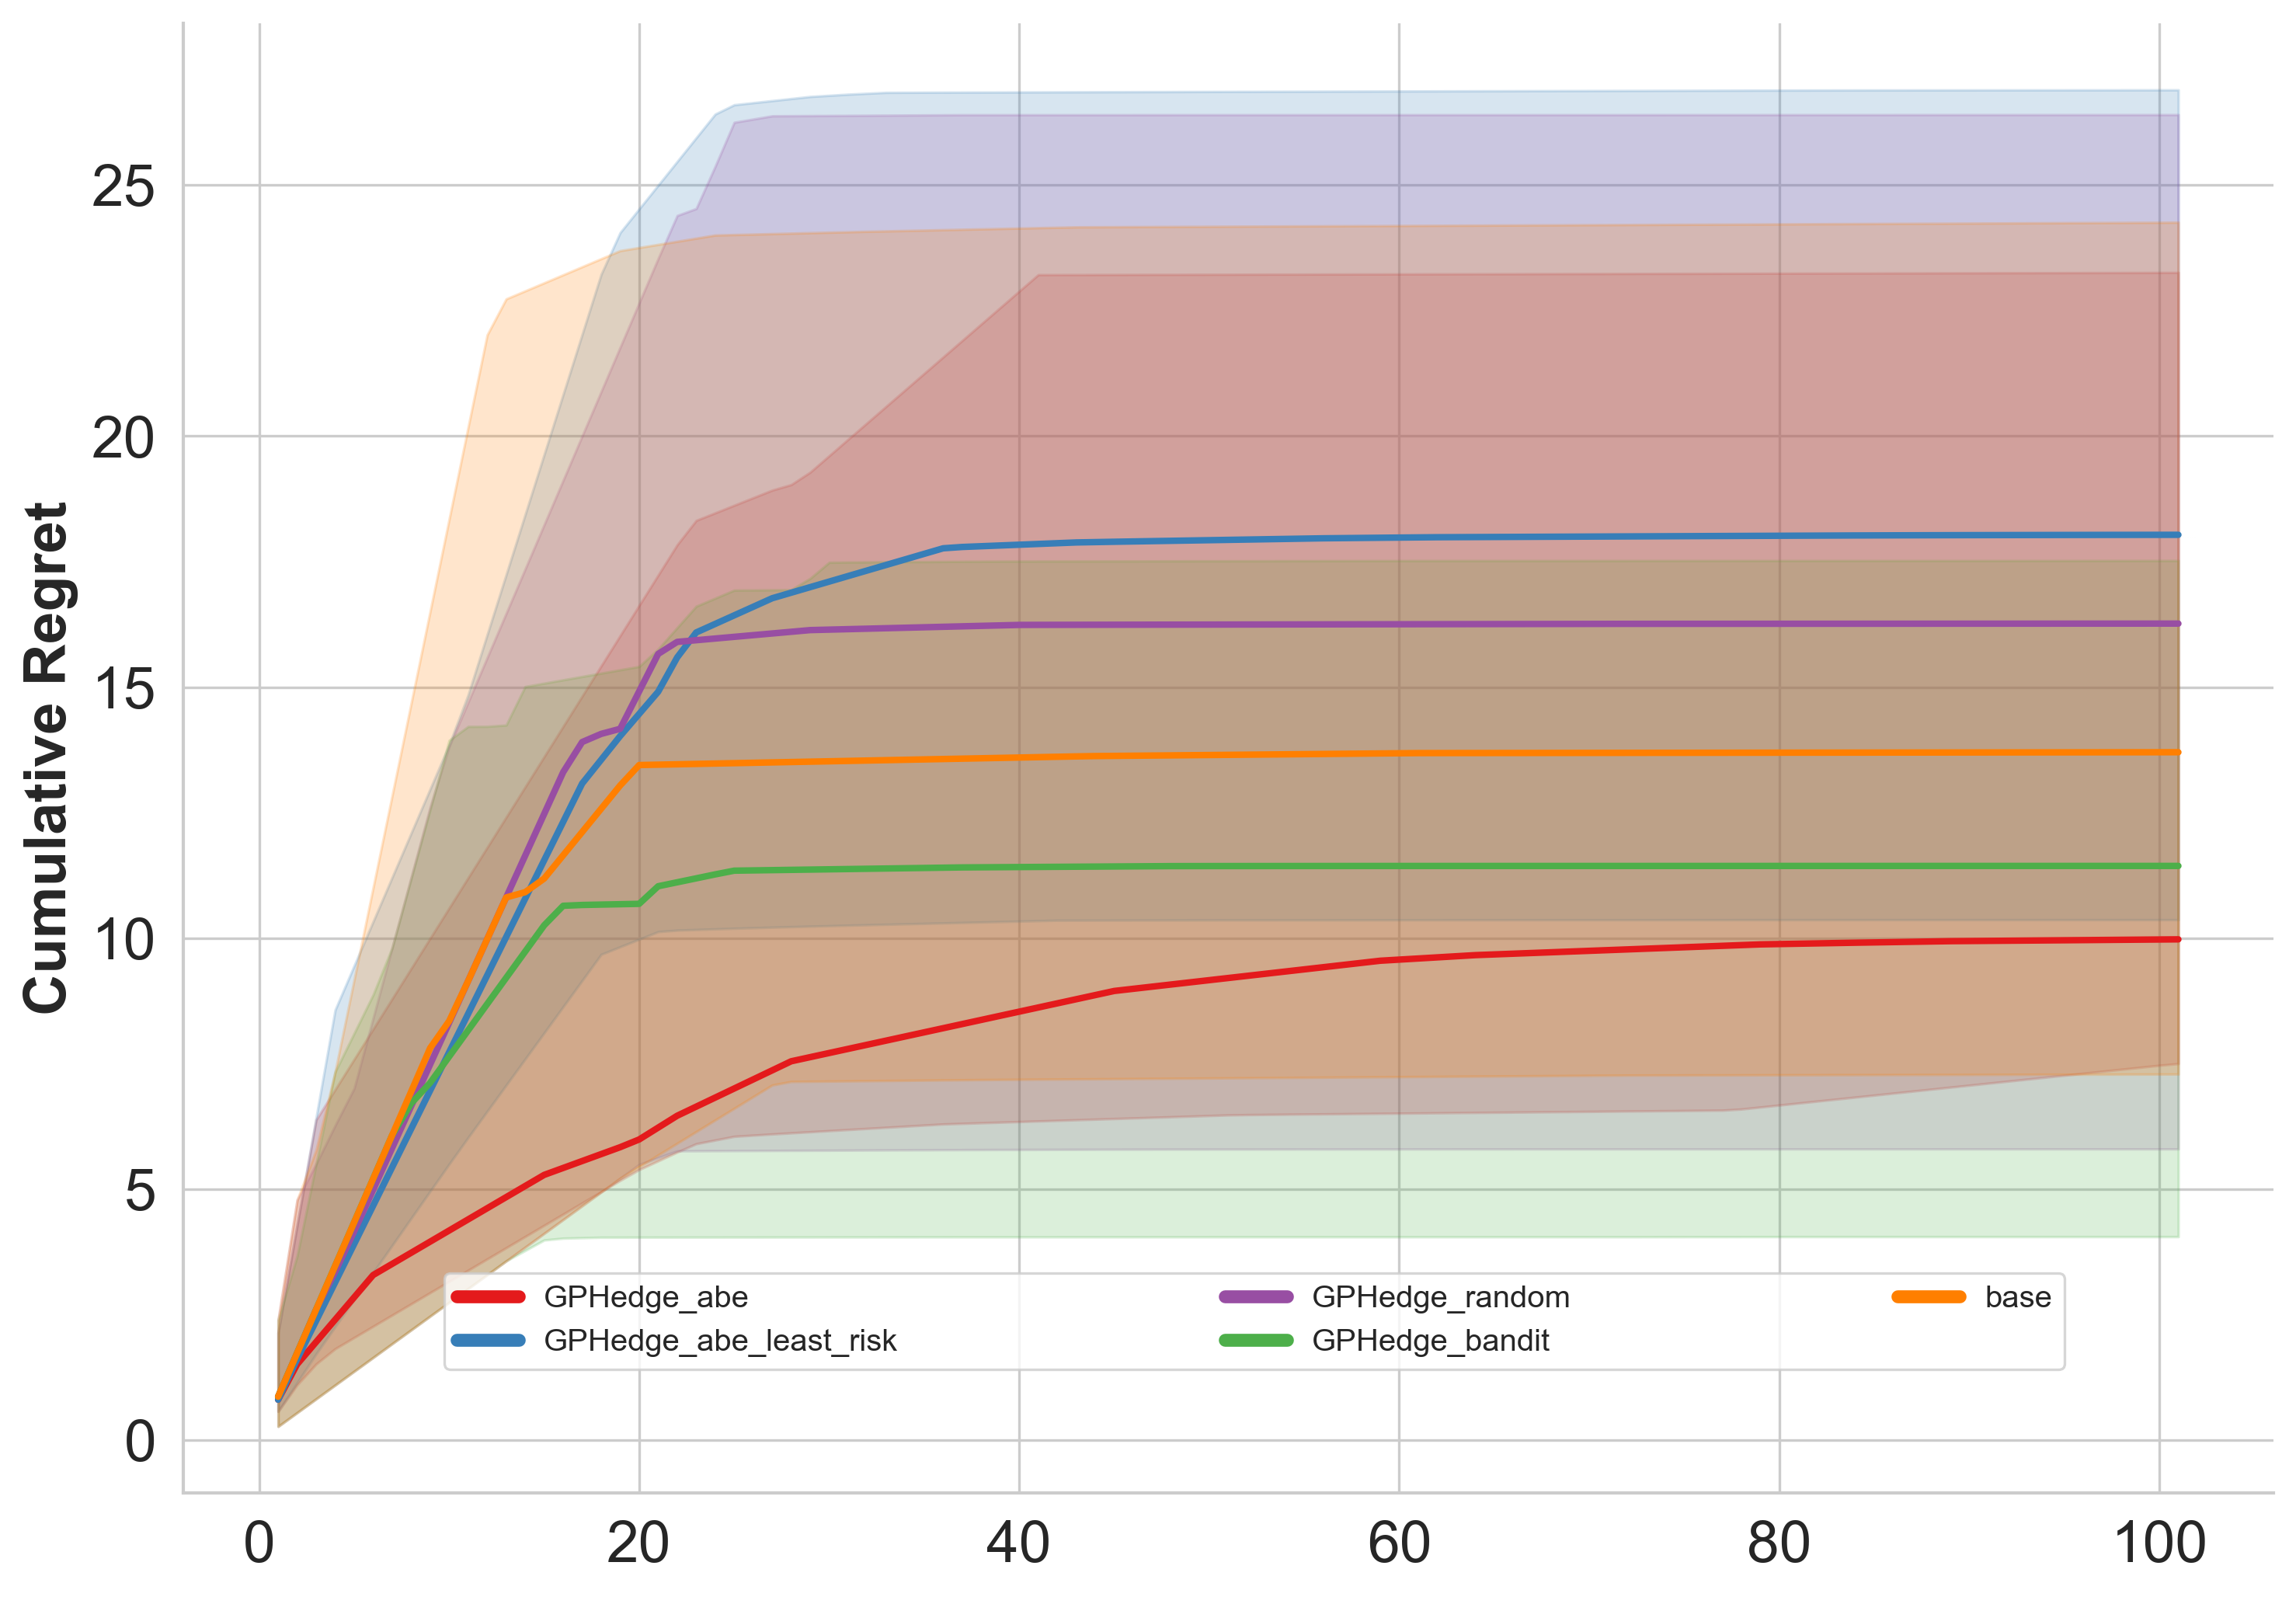 Cumulative Regret
25
20
15
10
5
0
GPHedge_abe
GPHedge_abe_least_risk
GPHedge_random
GPHedge_bandit
base
0 20 40 60 80 100